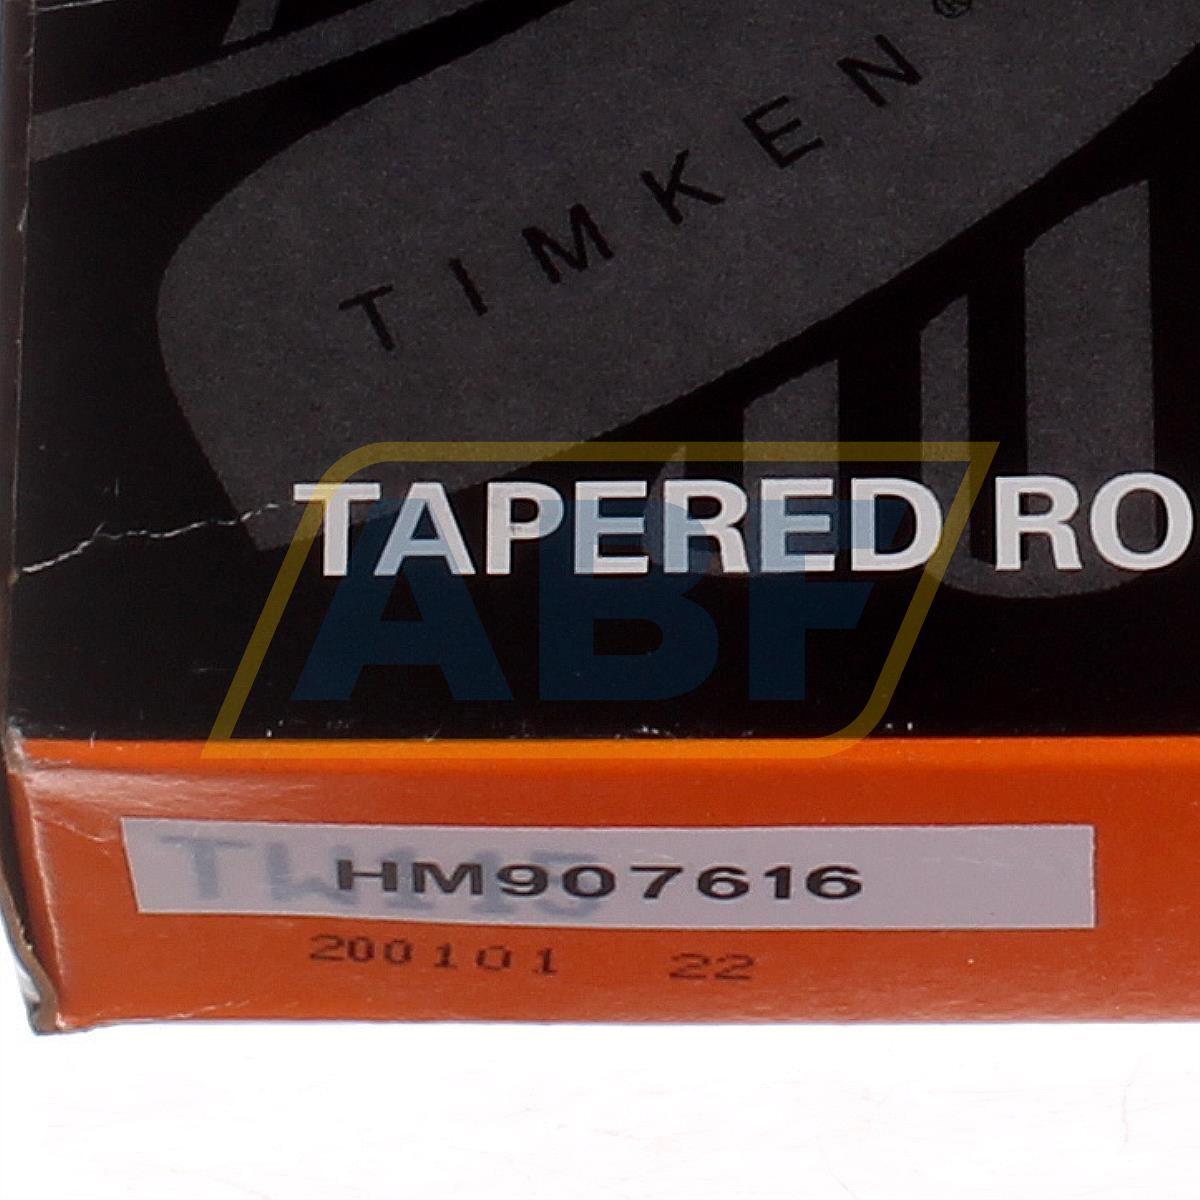 TIMKEN®
TAPERED RO
ABF
HM907616
200101 22